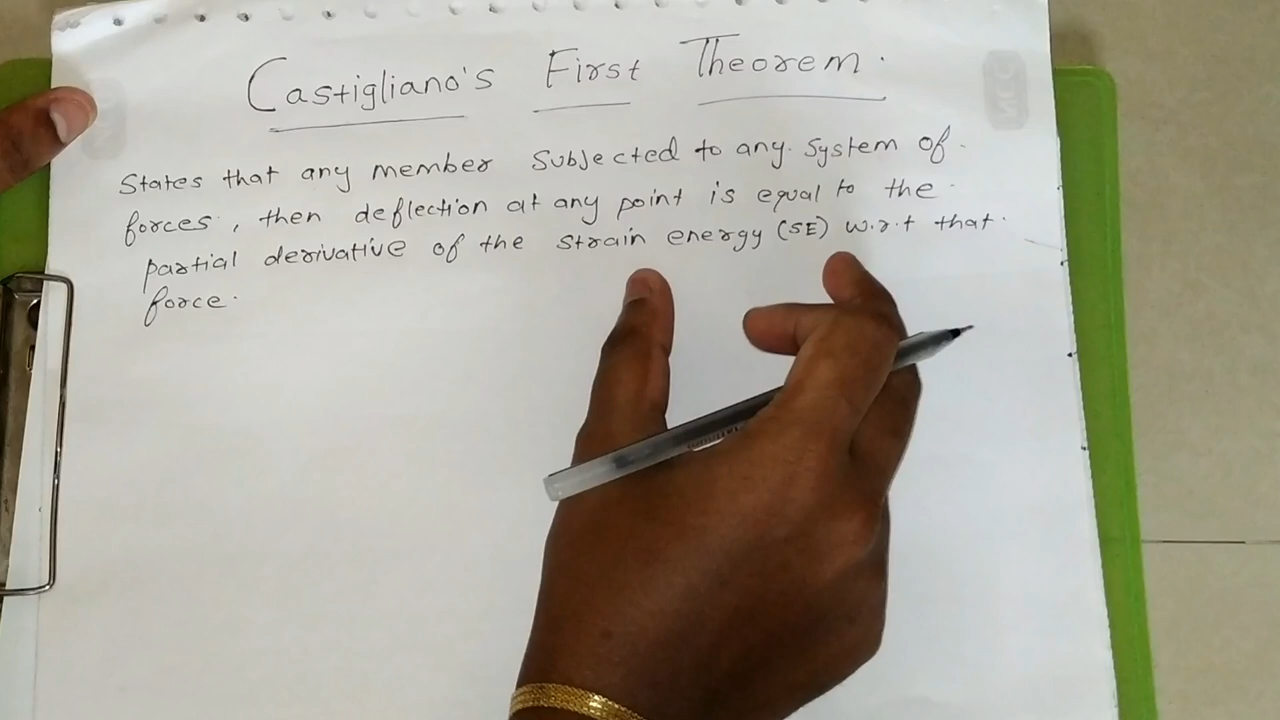 Castigliano's First Theorem.
States that any member subjected to any system of
forces, then deflection at any point is equal to the
partial derivative of the strain energy (SE) w.r.t that
force.